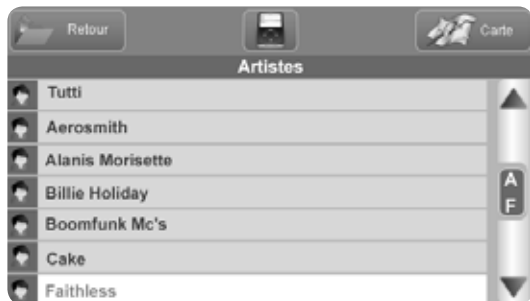 Retour
Carte
Artistes
Tutti
Aerosmith
Alanis Morisette
Billie Holiday
Boomfunk Mc's
Cake
Faithless
A
F